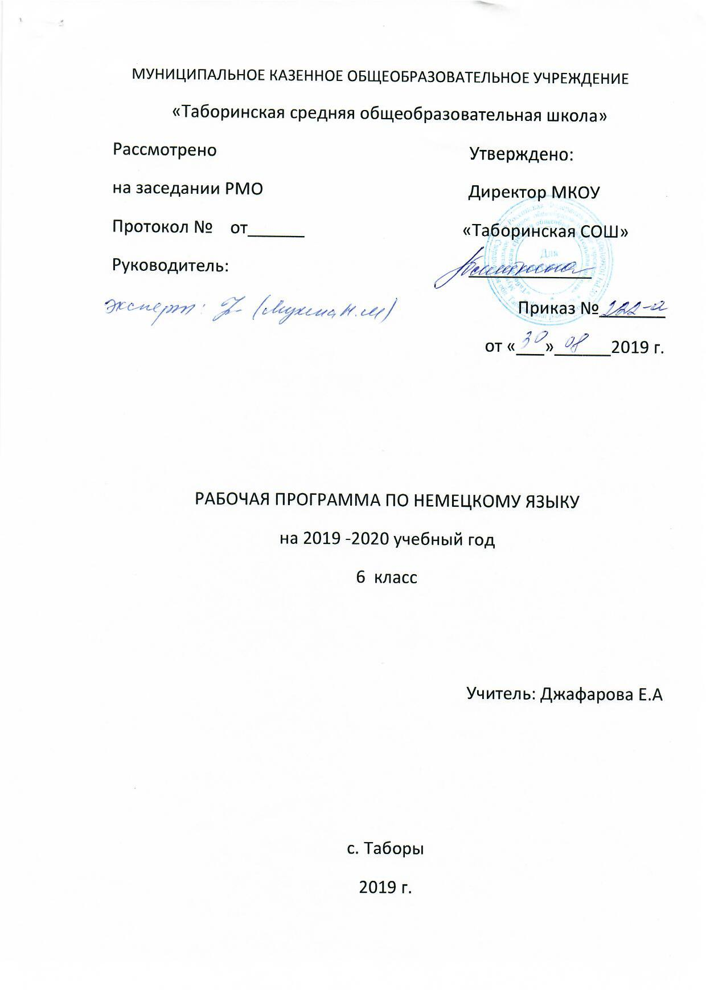 МУНИЦИПАЛЬНОЕ КАЗЕННОЕ ОБЩЕОБРАЗОВАТЕЛЬНОЕ УЧРЕЖДЕНИЕ
«Таборинская средняя общеобразовательная школа»
Рассмотрено
Утверждено:
на заседании РМО
Директор МКОУ
Протокол № от______
«Таборинская СОШ»
Руководитель:
Для
эксперт: (Мухина Н.М)
Приказ № 222-а
от «30» 08 2019 г.
РАБОЧАЯ ПРОГРАММА ПО НЕМЕЦКОМУ ЯЗЫКУ
на 2019 -2020 учебный год
6 класс
Учитель: Джафарова Е.А
с. Таборы
2019 г.